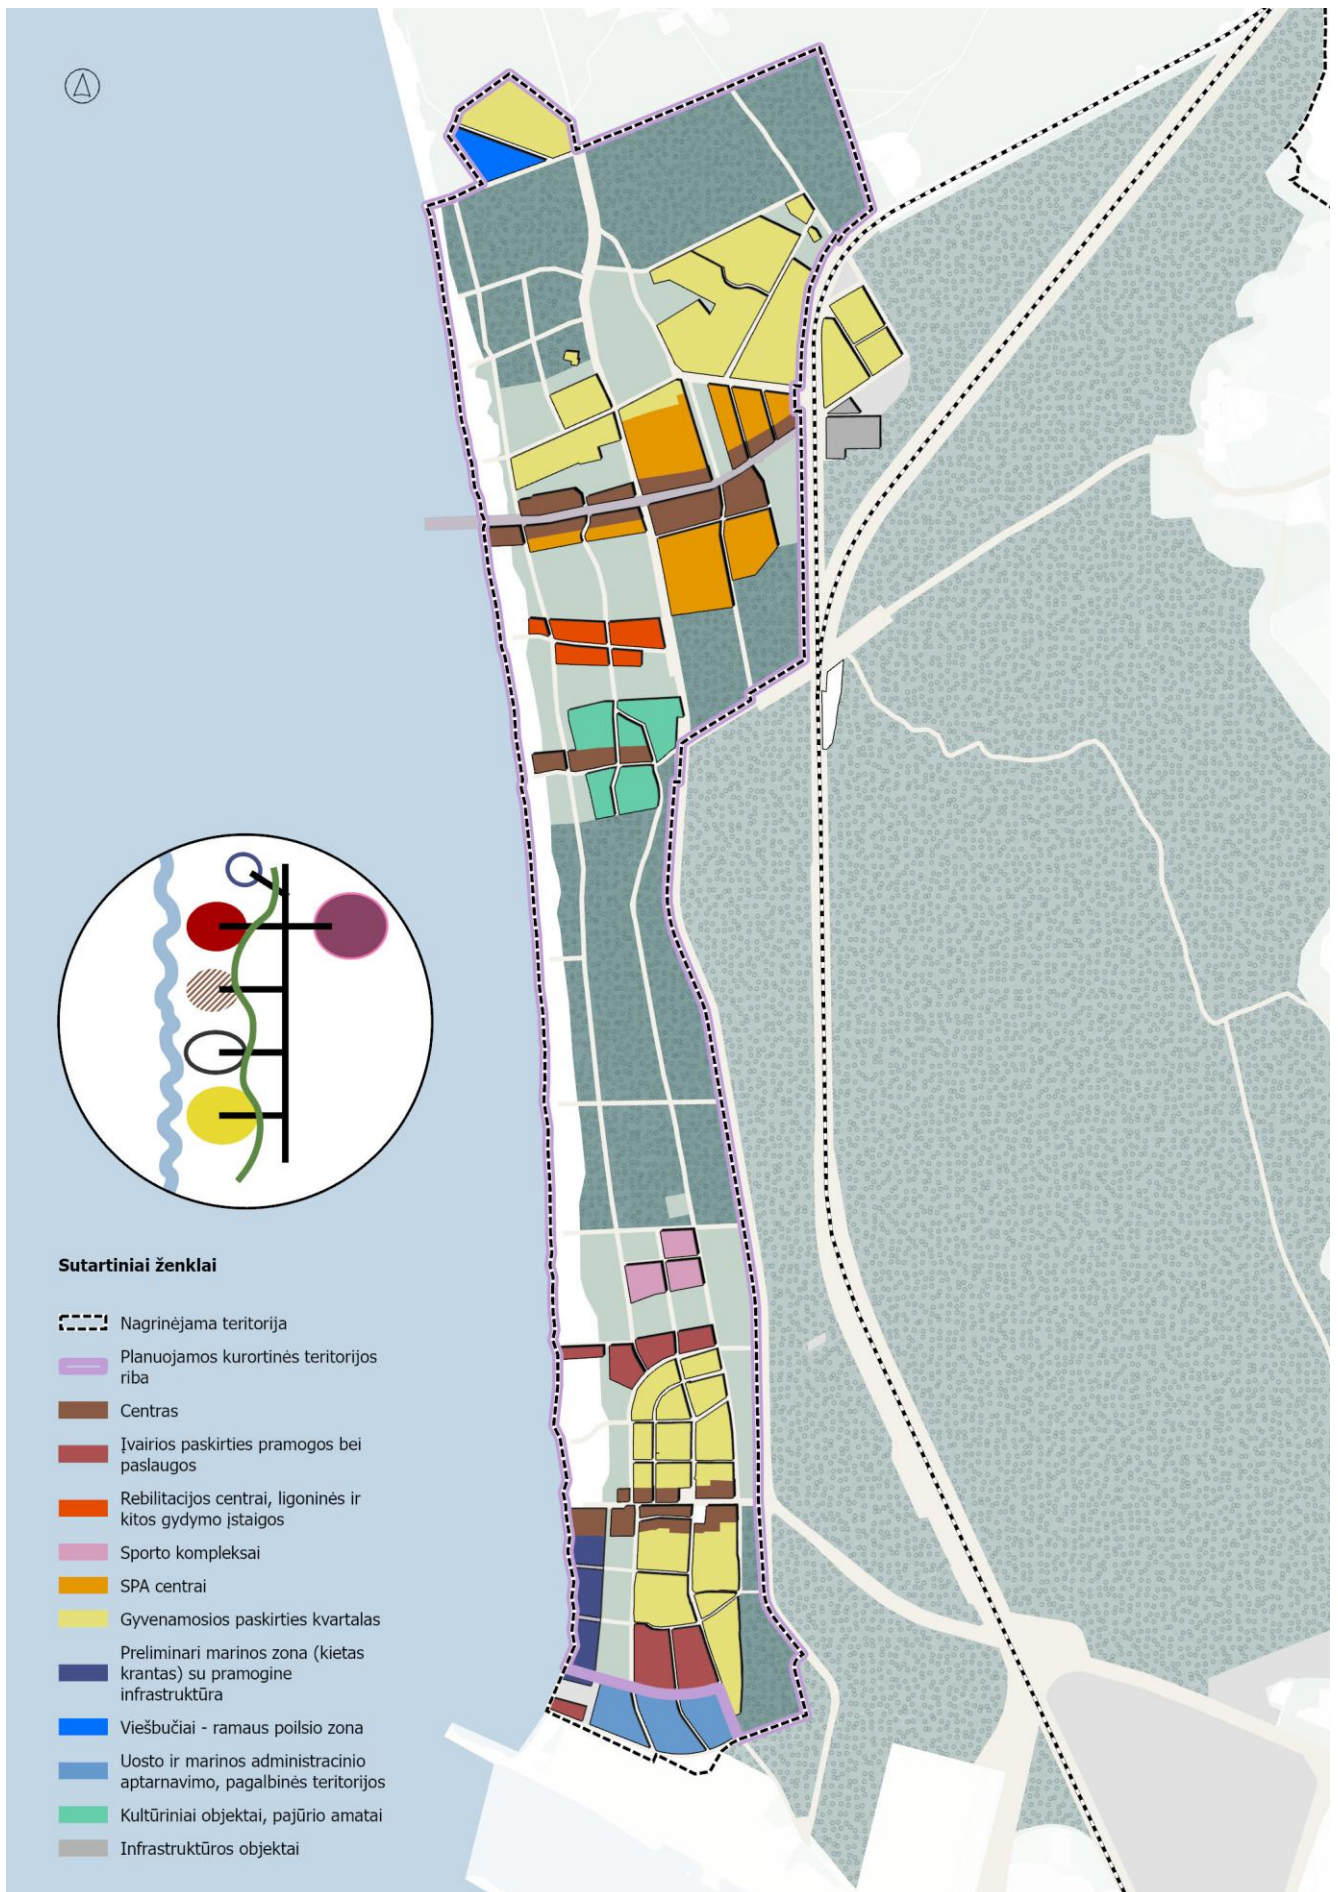 Sutartiniai ženklai
Nagrinėjama teritorija
Planuojamos kurortinės teritorijos
riba
Centras
Įvairios paskirties pramogos bei
paslaugos
Rebilitacijos centrai, ligoninės ir
kitos gydymo įstaigos
Sporto kompleksai
SPA centrai
Gyvenamosios paskirties kvartalas
Preliminari marinos zona (kietas
krantas) su pramogine
infrastruktūra
Viešbučiai - ramaus poilsio zona
Uosto ir marinos administracinio
aptarnavimo, pagalbinės teritorijos
Kultūriniai objektai, pajūrio amatai
Infrastruktūros objektai